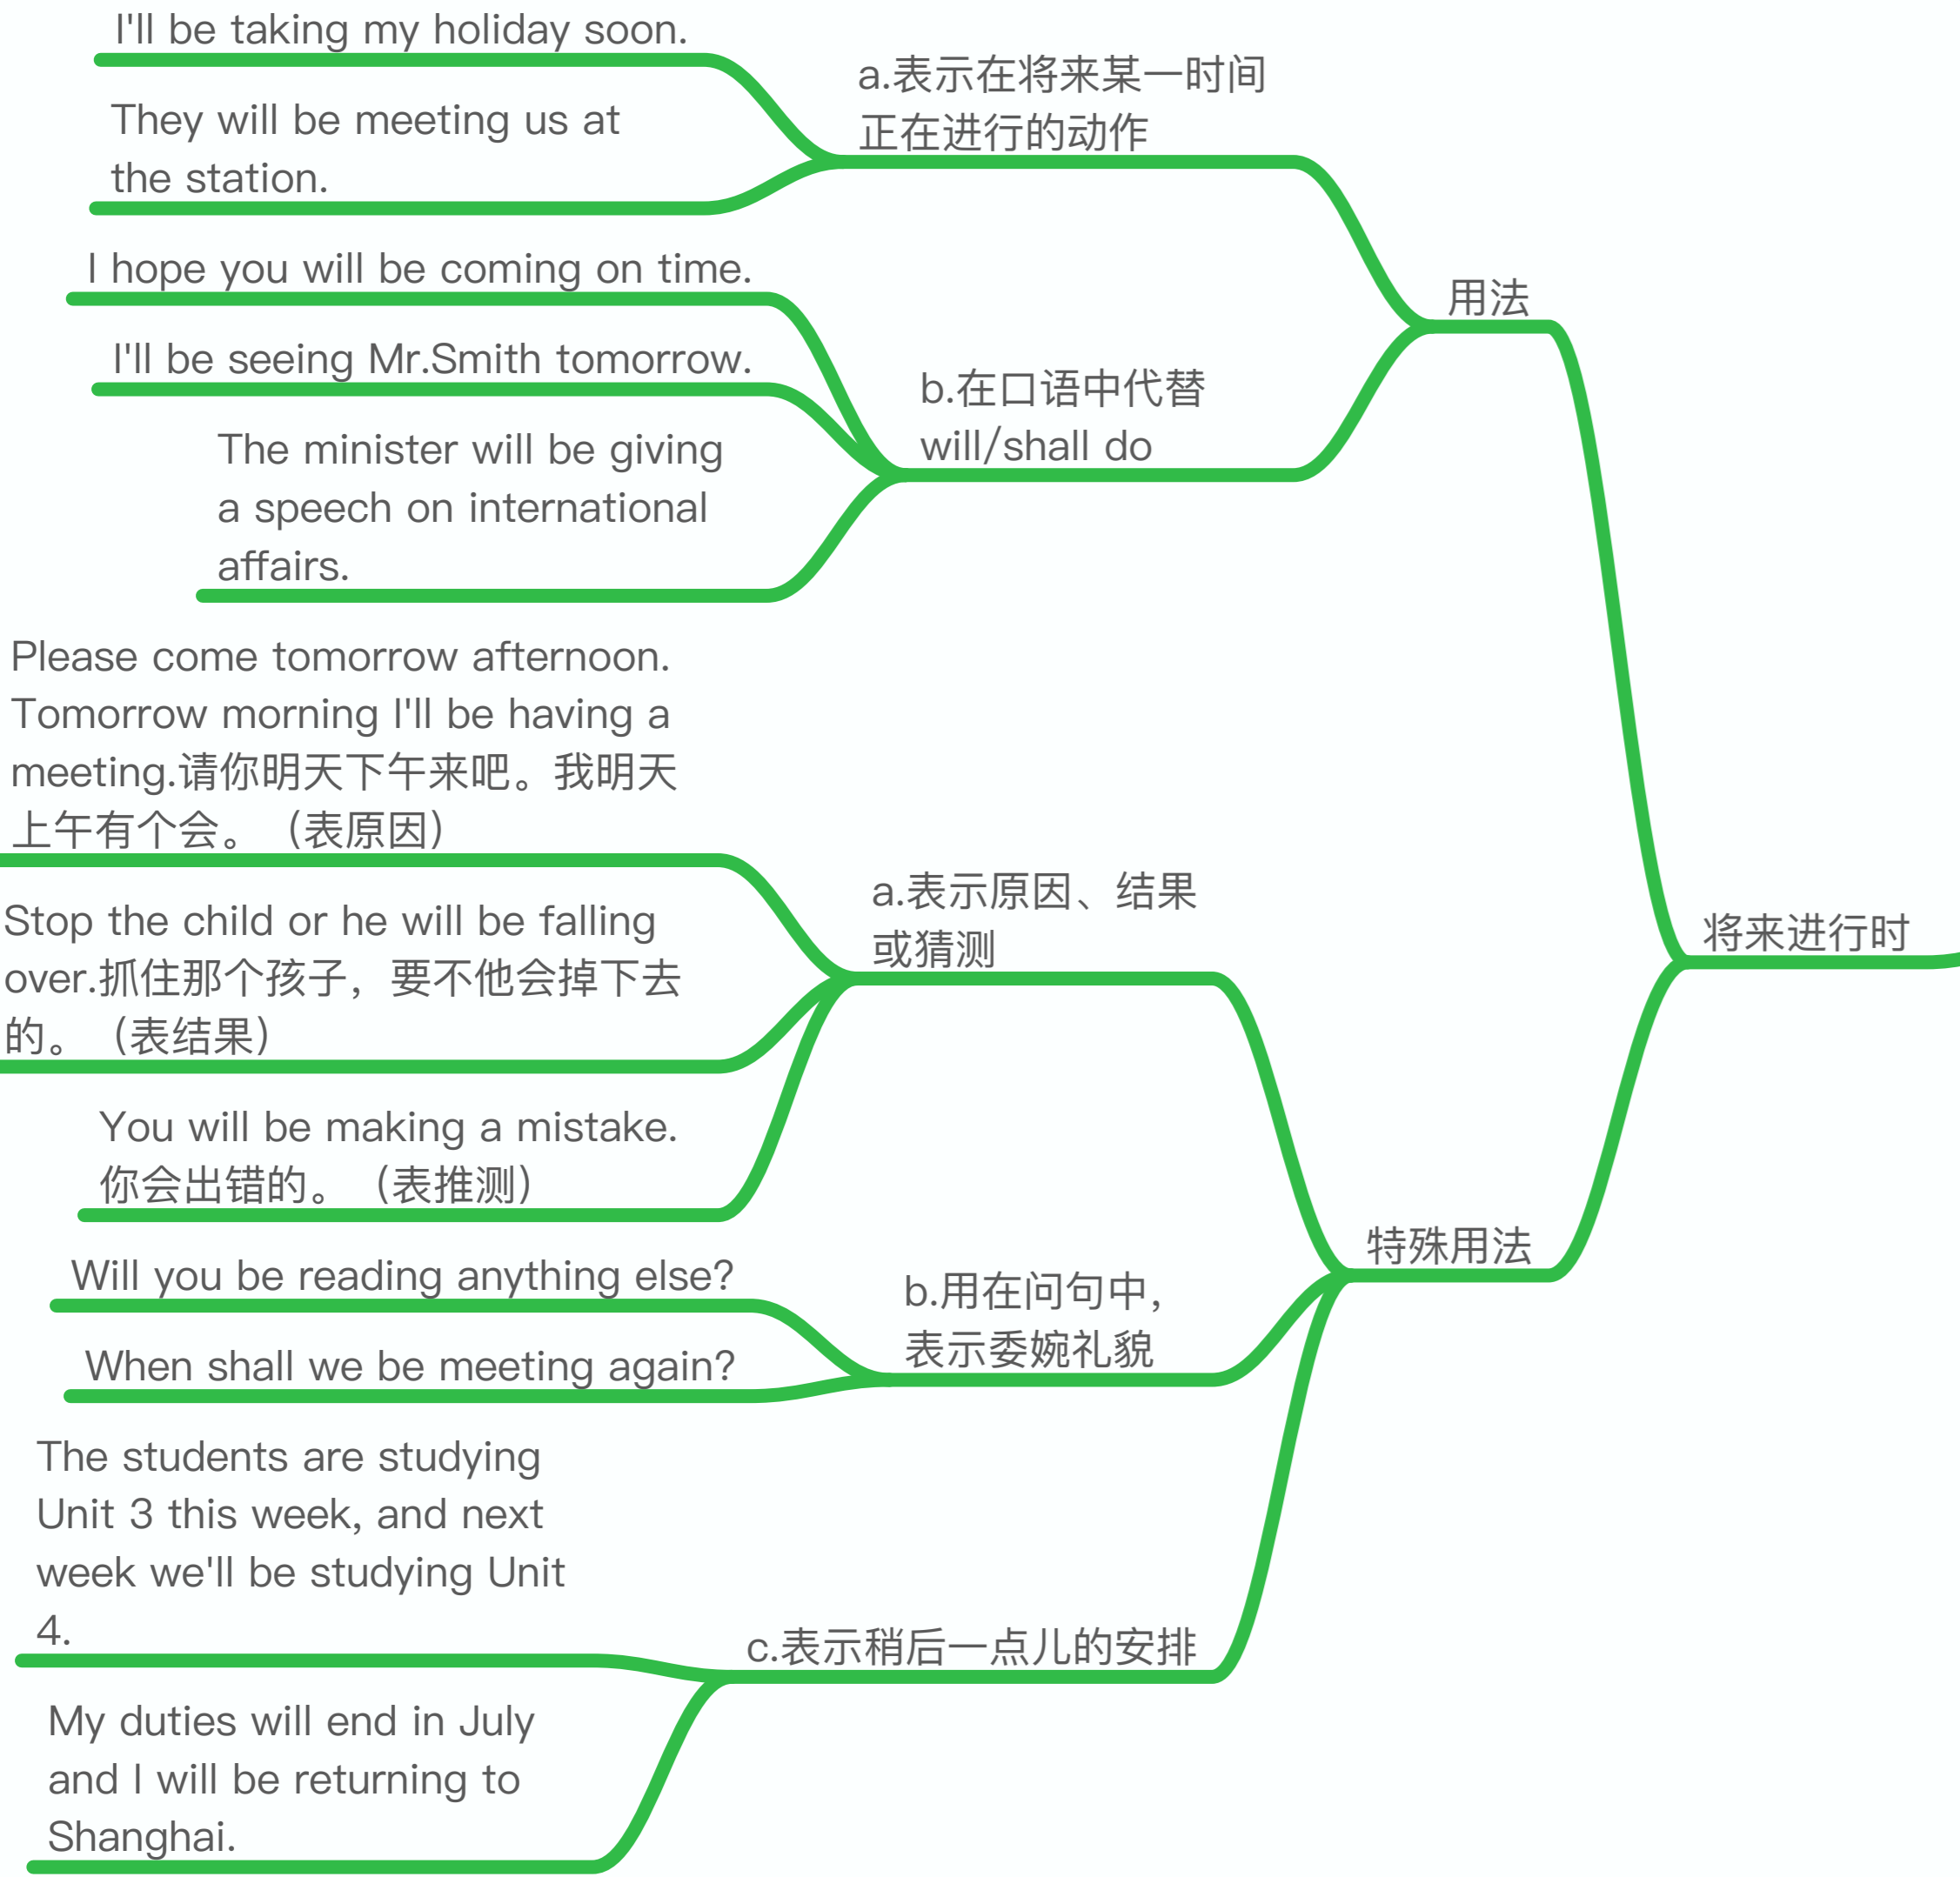 I'll be taking my holiday soon.
They will be meeting us at
the station.
a.表示在将来某一时间
正在进行的动作
I hope you will be coming on time.
I'll be seeing Mr.Smith tomorrow.
The minister will be giving
a speech on international
affairs.
b.在口语中代替
will/shall do
用法
Please come tomorrow afternoon.
Tomorrow morning I'll be having a
meeting.请你明天下午来吧。我明天
上午有个会。（表原因）
Stop the child or he will be falling
over.抓住那个孩子，要不他会掉下去
的。（表结果）
You will be making a mistake.
你会出错的。（表推测）
a.表示原因、结果
或猜测
Will you be reading anything else?
When shall we be meeting again?
b.用在问句中，
表示委婉礼貌
The students are studying
Unit 3 this week, and next
week we'll be studying Unit
4.
My duties will end in July
and I will be returning to
Shanghai.
c.表示稍后一点儿的安排
特殊用法
将来进行时